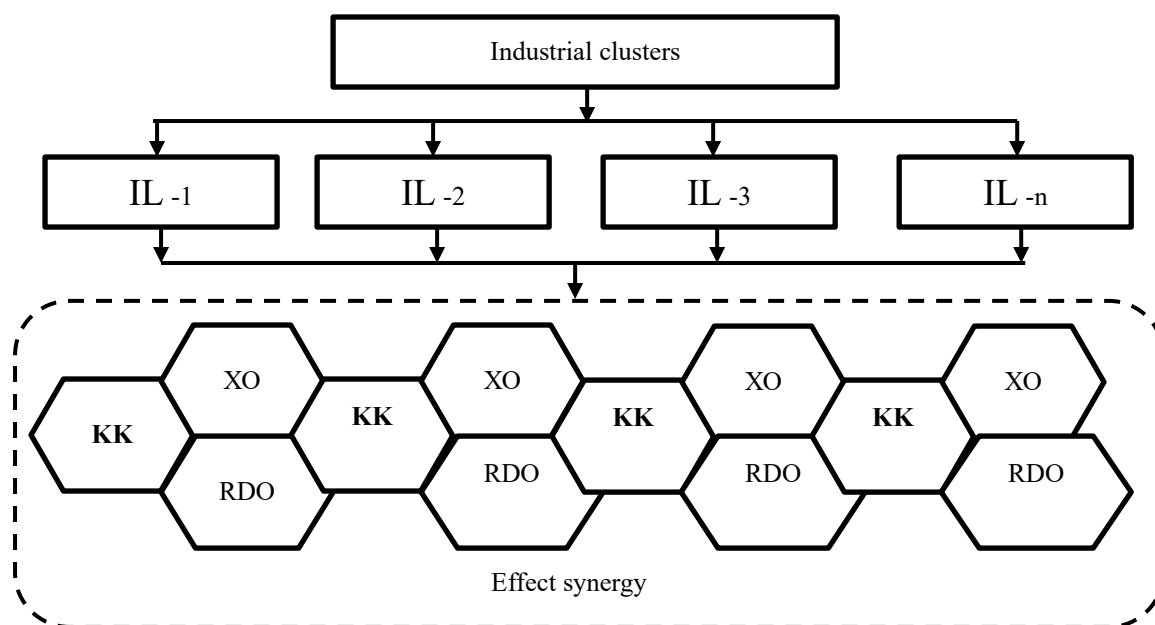 Industrial clusters
IL -1
IL -2
IL -3
IL -n
XO
XO
XO
XO
KK
KK
KK
KK
RDO
RDO
RDO
RDO
Effect synergy